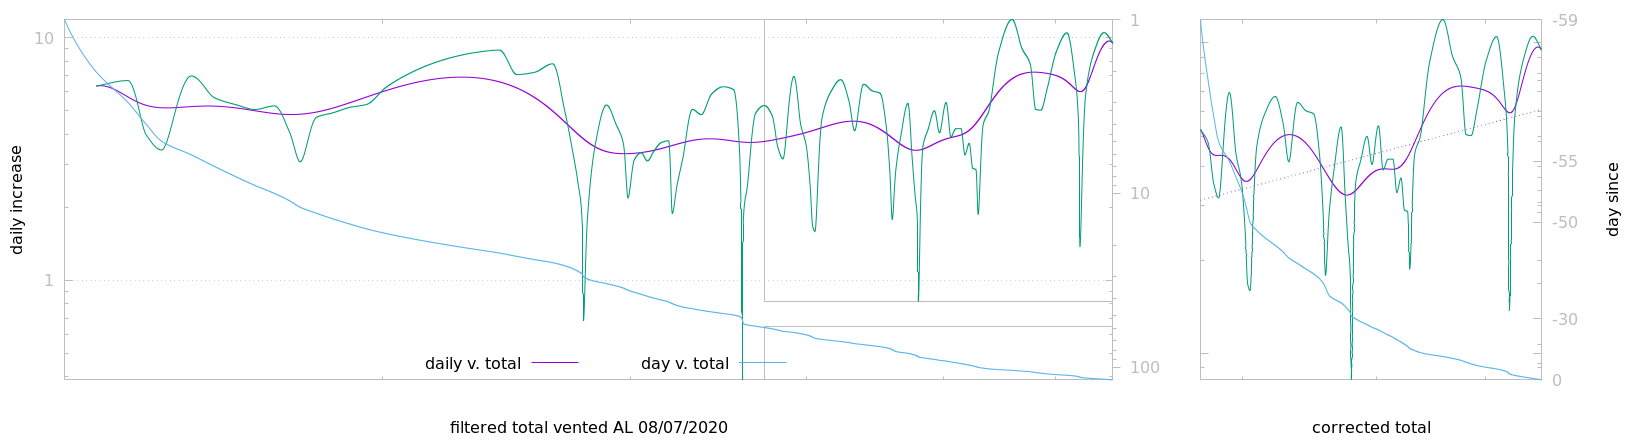 10
1
daily increase
daily v. total
day v. total
1
10
100
filtered total vented AL 08/07/2020
-59
-55
-50
-30
0
day since
corrected total